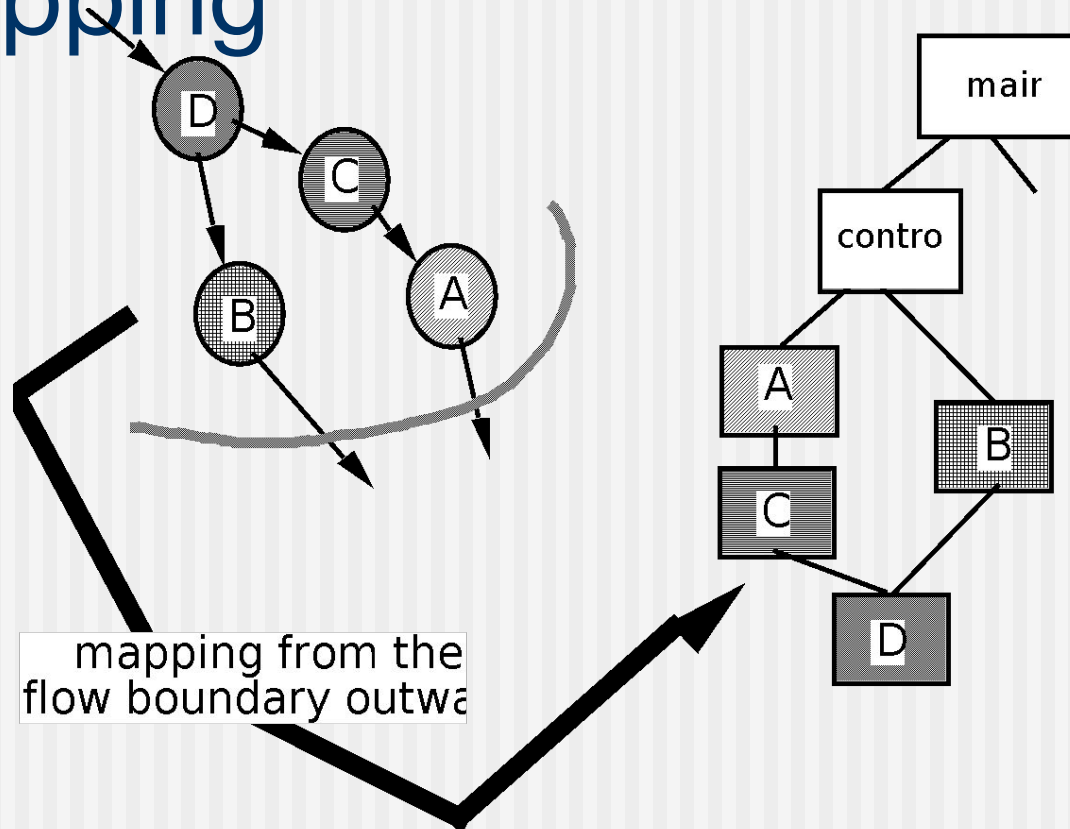 pping
D
C
B
A
mair
contro
A
B
C
D
mapping from the
flow boundary outwa